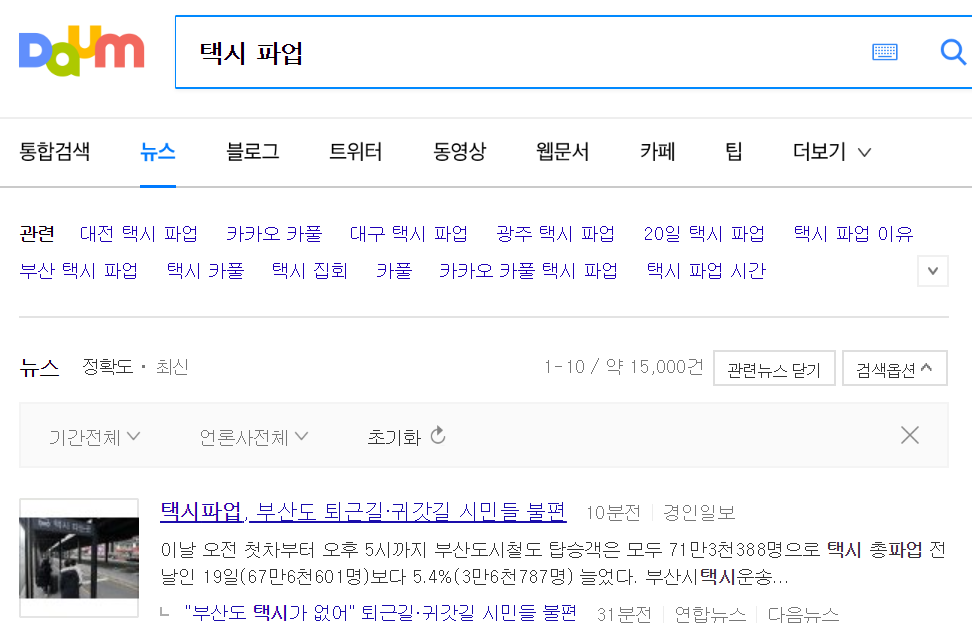 Daum 택시 파업
통합검색 뉴스 블로그 트위터 동영상 웹문서 카페 팁 더보기
관련 대전 택시 파업 카카오 카풀 대구 택시 파업 광주 택시 파업 20일 택시 파업 택시 파업 이유
부산 택시 파업 택시 카풀 택시 집회 카풀 카카오 카풀 택시 파업 택시 파업 시간
뉴스 정확도 · 최신 1-10 / 약 15,000건 관련뉴스 닫기 검색옵션
기간전체 언론사전체 초기화
택시파업, 부산도 퇴근길·귀갓길 시민들 불편 10분전 경인일보
이날 오전 첫차부터 오후 5시까지 부산도시철도 탑승객은 모두 71만3천388명으로 택시 총파업 전
날인 19일(67만6천601명)보다 5.4%(3만6천787명) 늘었다. 부산시택시운송...
"부산도 택시가 없어" 퇴근길·귀갓길 시민들 불편 31분전 연합뉴스 다음뉴스